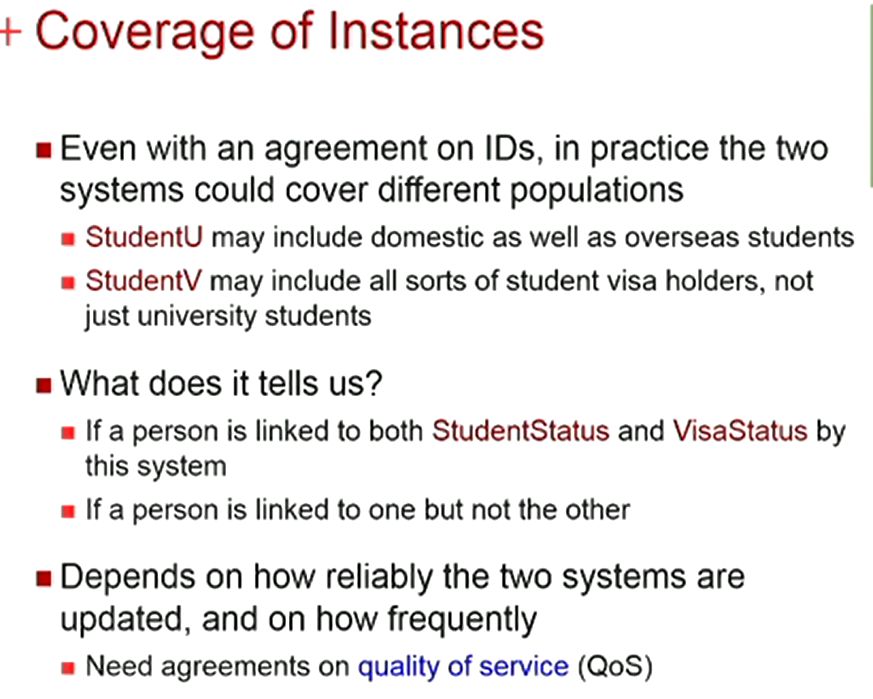 + Coverage of Instances
Even with an agreement on IDs, in practice the two
systems could cover different populations
StudentU may include domestic as well as overseas students
StudentV may include all sorts of student visa holders, not
just university students
What does it tells us?
If a person is linked to both StudentStatus and VisaStatus by
this system
If a person is linked to one but not the other
Depends on how reliably the two systems are
updated, and on how frequently
Need agreements on quality of service (QoS)